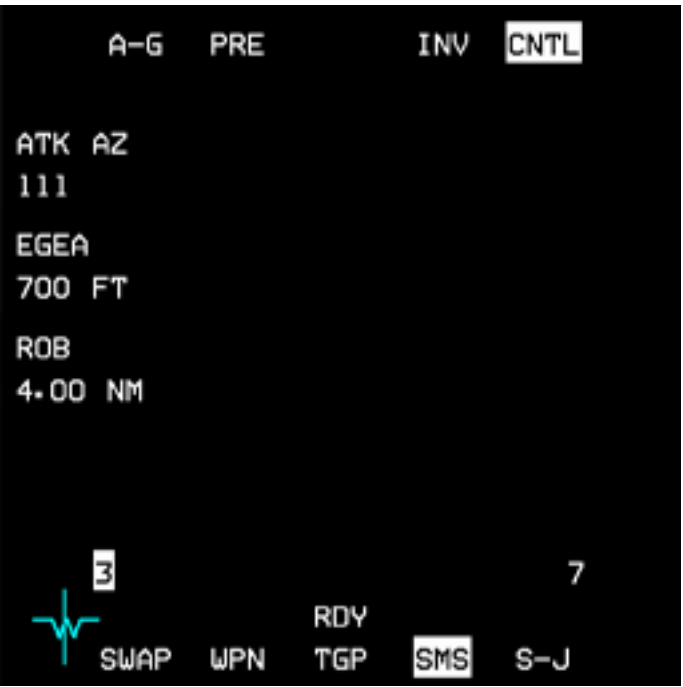 A-G PRE INV CNTL
ATK AZ
111
EGEA
700 FT
ROB
4.00 NM
3 7
RDY
SWAP WPN TGP SMS S-J